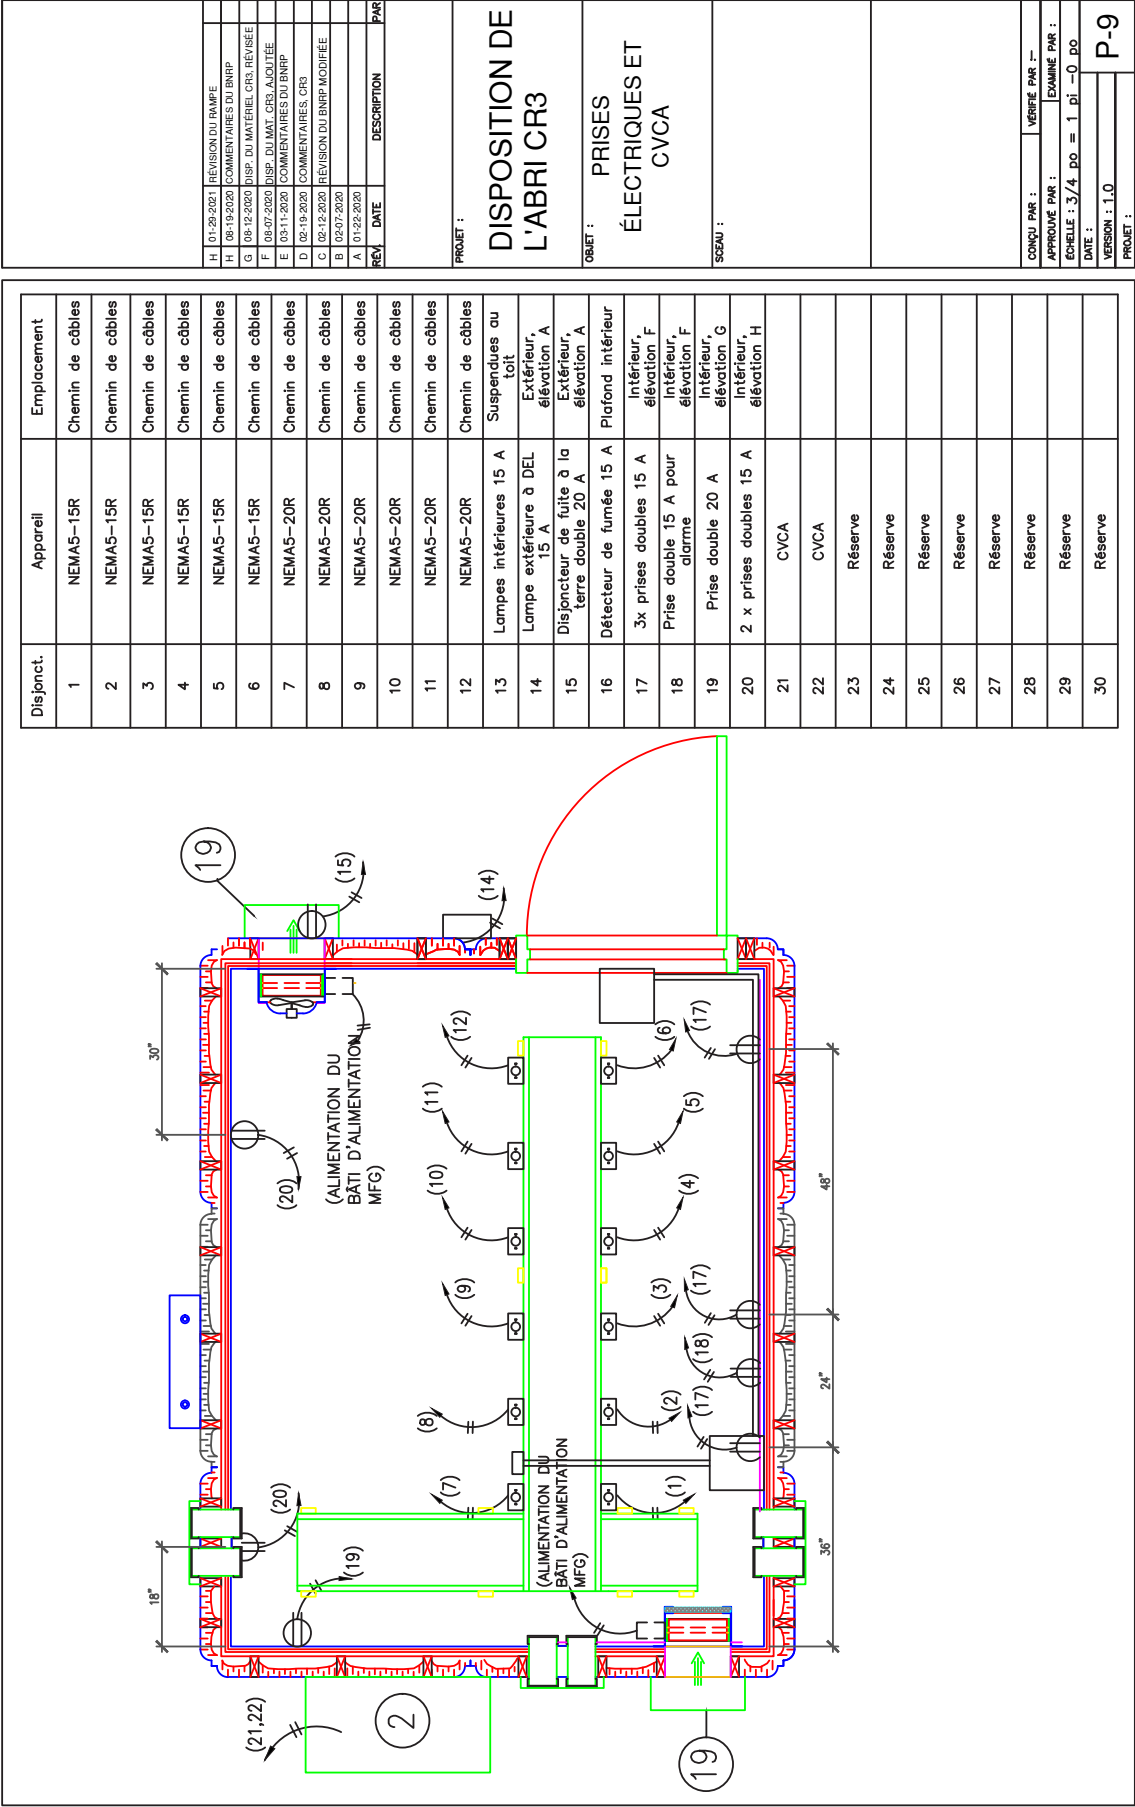 Disjonct. Appareil Emplacement
1 NEMA5-15R Chemin de câbles
2 NEMA5-15R Chemin de câbles
3 NEMA5-15R Chemin de câbles
4 NEMA5-15R Chemin de câbles
5 NEMA5-15R Chemin de câbles
6 NEMA5-15R Chemin de câbles
7 NEMA5-20R Chemin de câbles
8 NEMA5-20R Chemin de câbles
9 NEMA5-20R Chemin de câbles
10 NEMA5-20R Chemin de câbles
11 NEMA5-20R Chemin de câbles
12 NEMA5-20R Chemin de câbles
13 Lampes intérieures 15 A Suspendues au toit
14 Lampe extérieure à DEL 15 A Extérieur, élévation A
15 Disjoncteur de fuite à la terre double 20 A Extérieur, élévation A
16 Détecteur de fumée 15 A Plafond intérieur
17 3x prises doubles 15 A Intérieur, élévation F
18 Prise double 15 A pour alarme Intérieur, élévation F
19 Prise double 20 A Intérieur, élévation G
20 2 x prises doubles 15 A Intérieur, élévation H
21 CVCA
22 CVCA
23 Réserve
24 Réserve
25 Réserve
26 Réserve
27 Réserve
28 Réserve
29 Réserve
30 Réserve
18"
30"
(21,22)
2
19
(20)
(19)
(20)
(ALIMENTATION DU
BÂTI D'ALIMENTATION
MFG)
19
(15)
(14)
(7)
(8)
(9)
(10)
(11)
(12)
(ALIMENTATION DU
BÂTI D'ALIMENTATION
MFG)
(1)
(2)
(3)
(4)
(5)
(6)
(17)
(18)
(17)
(17)
36"
24"
48"
H 01-29-2021 RÉVISION DU RAMPE
H 08-19-2020 COMMENTAIRES DU BNRP
G 08-12-2020 DISP. DU MATÉRIEL CR3, RÉVISÉE
F 08-07-2020 DISP. DU MAT. CR3, AJOUTÉE
E 03-11-2020 COMMENTAIRES DU BNRP
D 02-19-2020 COMMENTAIRES, CR3
C 02-12-2020 RÉVISION DU BNRP MODIFIÉE
B 02-07-2020
A 01-22-2020
RÉV. DATE DESCRIPTION PAR
PROJET :
DISPOSITION DE
L'ABRI CR3
OBJET :
PRISES
ÉLECTRIQUES ET
CVCA
SCEAU :
CONÇU PAR : VÉRIFIÉ PAR :--
APPROUVÉ PAR : EXAMINÉ PAR :
ÉCHELLE : 3/4 po = 1 pi -0 po
DATE :
VERSION : 1.0
PROJET :
P-9